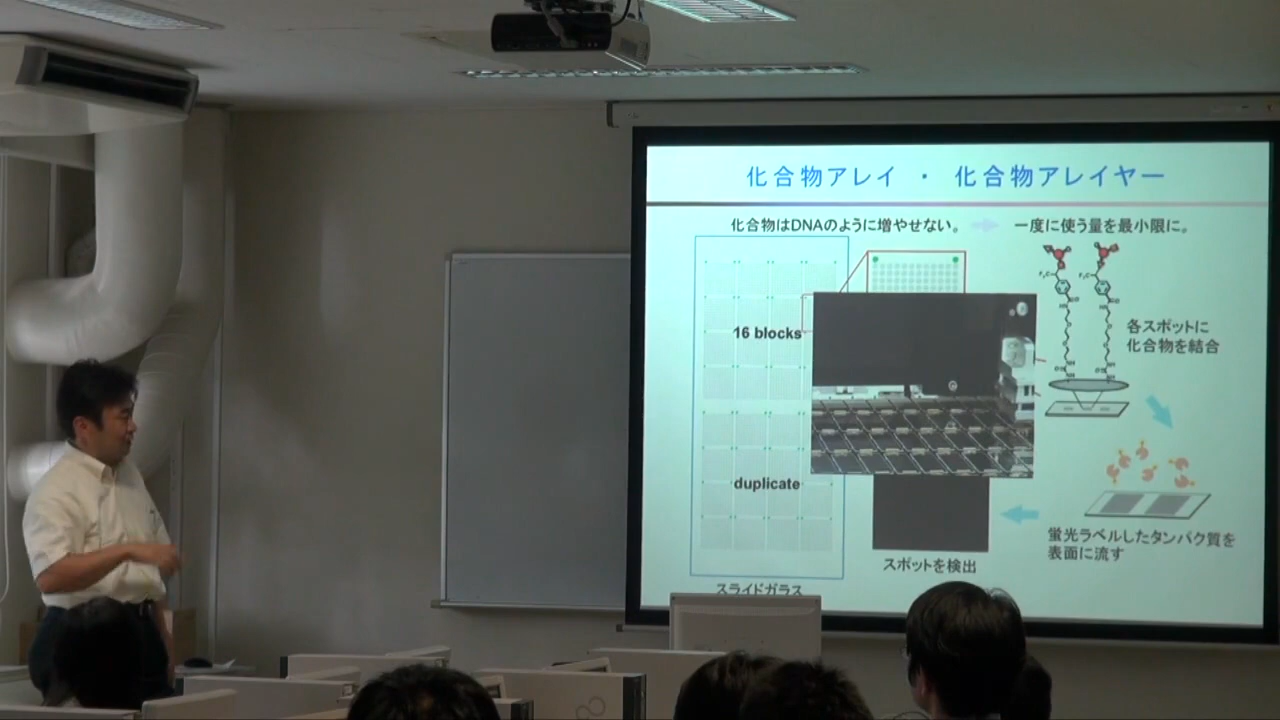 化合物アレイ ・ 化合物アレイヤー
化合物はDNAのように増やせない。
一度に使う量を最小限に。
16 blocks
各スポットに
化合物を結合
duplicate
蛍光ラベルしたタンパク質を
表面に流す
スポットを検出
スライドガラス